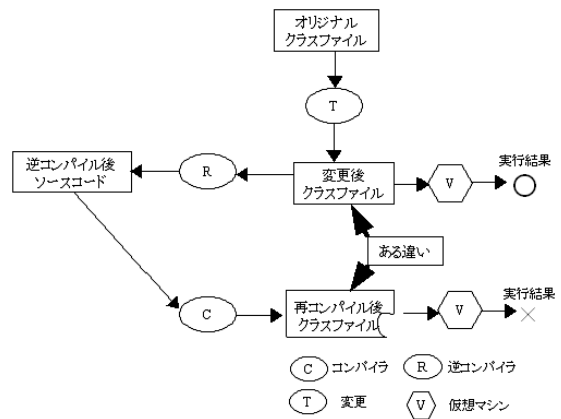 オリジナル
クラスファイル
T
逆コンパイル後
ソースコード
R
変更後
クラスファイル
V
実行結果
ある違い
C
再コンパイル後
クラスファイル
V
実行結果
C コンパイラ
R 逆コンパイラ
T 変更
V 仮想マシン